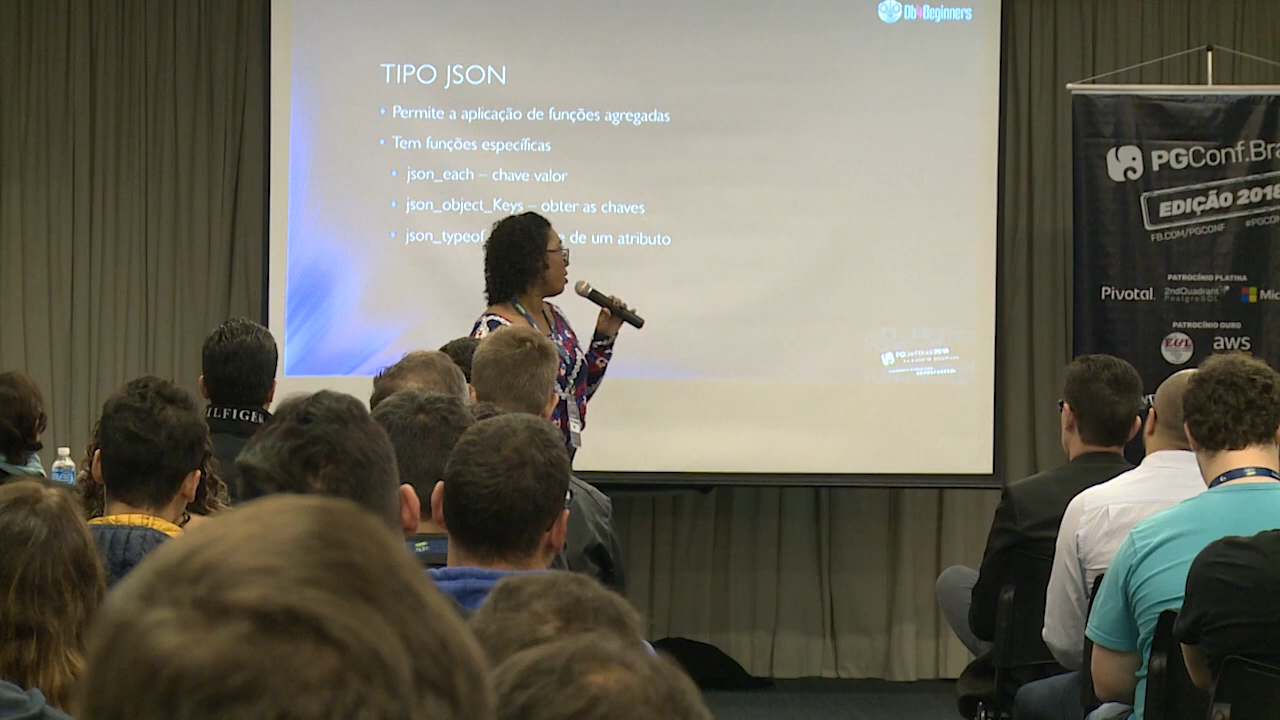 Db4Beginners
TIPO JSON
• Permite a aplicação de funções agregadas
• Tem funções específicas
• json_each – chave valor
• json_object_Keys – obter as chaves
• json_typeof de um atributo
PGConf.Bra
EDIÇÃO 2018
FB.COM/PGCONF
#PGCO
PATROCÍNIO PLATINA
Pivotal
2ndQuadrant
PostgreSQL
Mic
PATROCÍNIO OURO
aws
ILFIGER